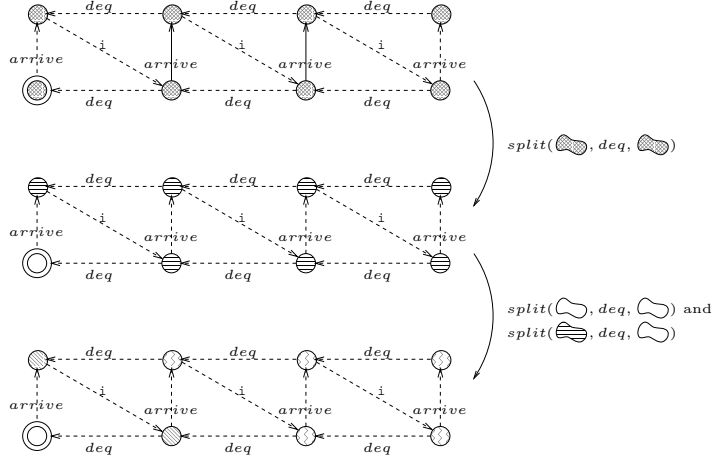 deq deq deq
i i i
arrive arrive arrive arrive
deq deq deq
split( , deq, )
deq deq deq
i i i
arrive arrive arrive arrive
deq deq deq
split( , deq, ) and
split( , deq, )
deq deq deq
i i i
arrive arrive arrive arrive
deq deq deq